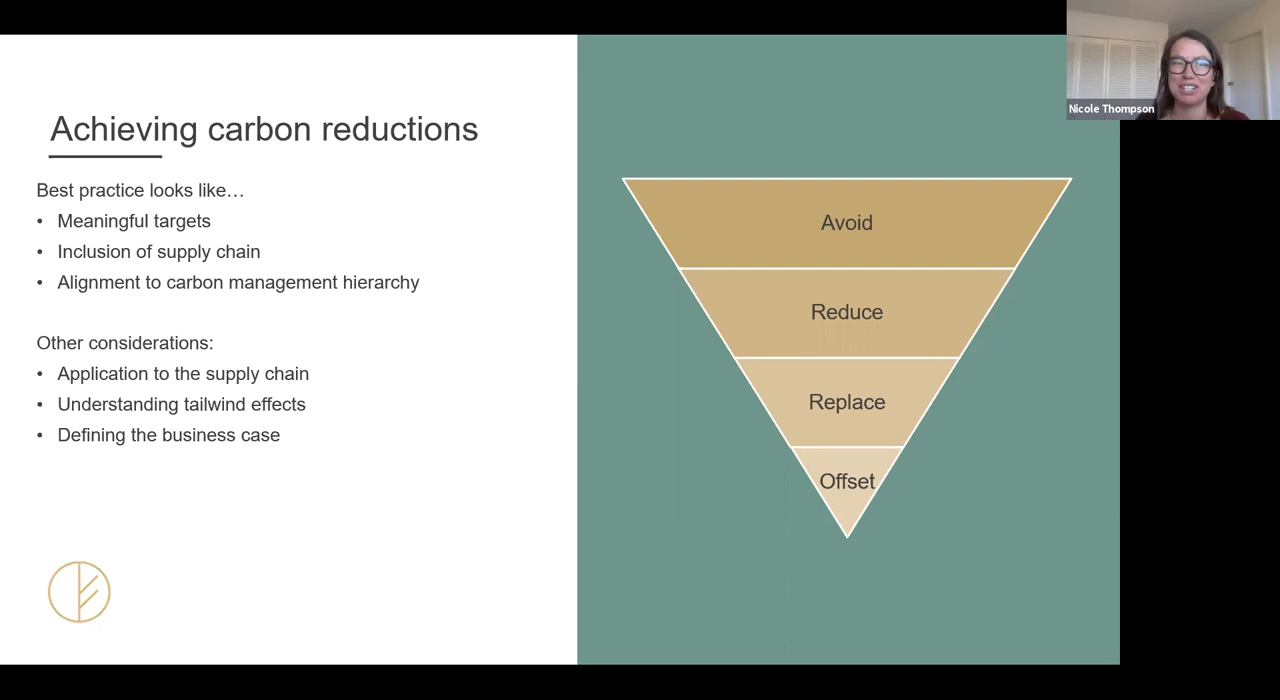 Achieving carbon reductions
Best practice looks like…
• Meaningful targets
• Inclusion of supply chain
• Alignment to carbon management hierarchy
Other considerations:
• Application to the supply chain
• Understanding tailwind effects
• Defining the business case
Avoid
Reduce
Replace
Offset
Nicole Thompson